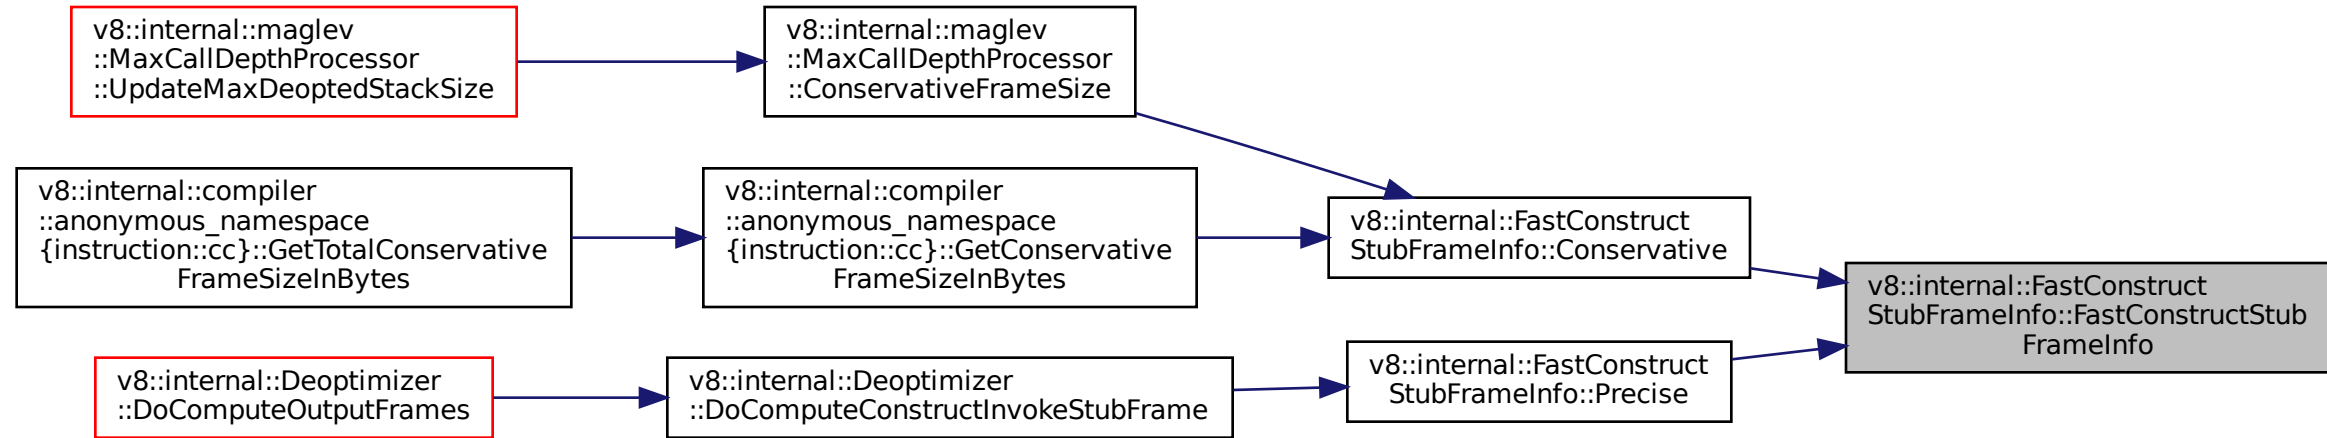 v8::internal::maglev
::MaxCallDepthProcessor
::UpdateMaxDeoptedStackSize
v8::internal::maglev
::MaxCallDepthProcessor
::ConservativeFrameSize
v8::internal::compiler
::anonymous_namespace
{instruction::cc}::GetTotalConservative
FrameSizeInBytes
v8::internal::compiler
::anonymous_namespace
{instruction::cc}::GetConservative
FrameSizeInBytes
v8::internal::FastConstruct
StubFrameInfo::Conservative
v8::internal::FastConstruct
StubFrameInfo::FastConstructStub
FrameInfo
v8::internal::Deoptimizer
::DoComputeOutputFrames
v8::internal::Deoptimizer
::DoComputeConstructInvokeStubFrame
v8::internal::FastConstruct
StubFrameInfo::Precise